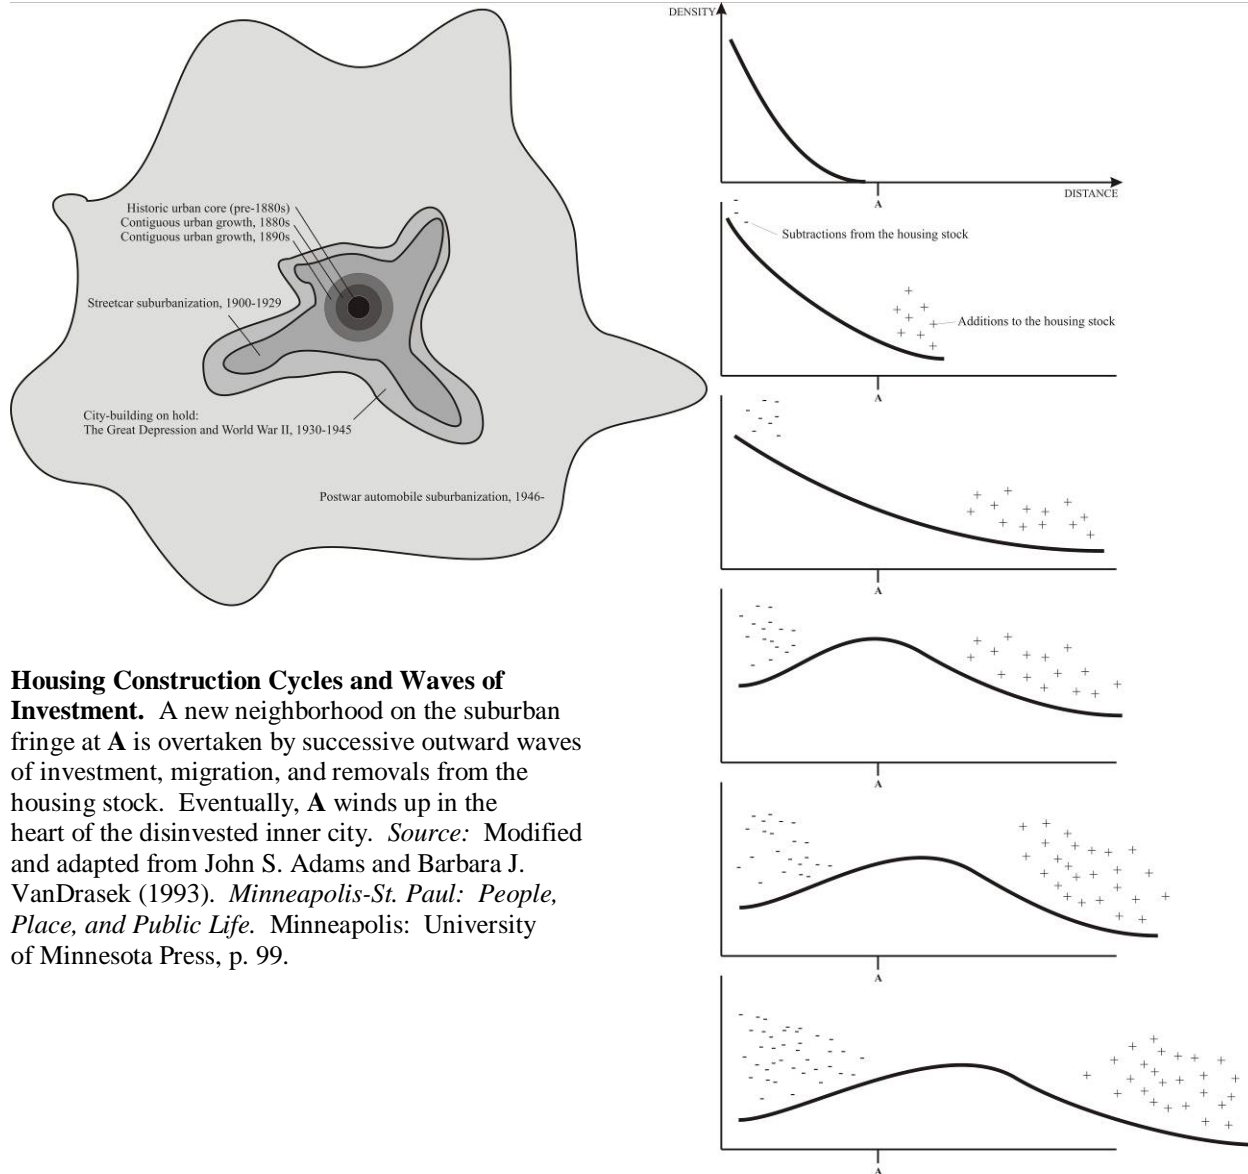 Historic urban core (pre-1880s)
Contiguous urban growth, 1880s
Contiguous urban growth, 1890s
Streetcar suburbanization, 1900-1929
City-building on hold:
The Great Depression and World War II, 1930-1945
Postwar automobile suburbanization, 1946-
Housing Construction Cycles and Waves of
Investment. A new neighborhood on the suburban
fringe at A is overtaken by successive outward waves
of investment, migration, and removals from the
housing stock. Eventually, A winds up in the
heart of the disinvested inner city. Source: Modified
and adapted from John S. Adams and Barbara J.
VanDrasek (1993). Minneapolis-St. Paul: People,
Place, and Public Life. Minneapolis: University
of Minnesota Press, p. 99.
DENSITY
DISTANCE
A
Subtractions from the housing stock
Additions to the housing stock
A
A
A
A
A